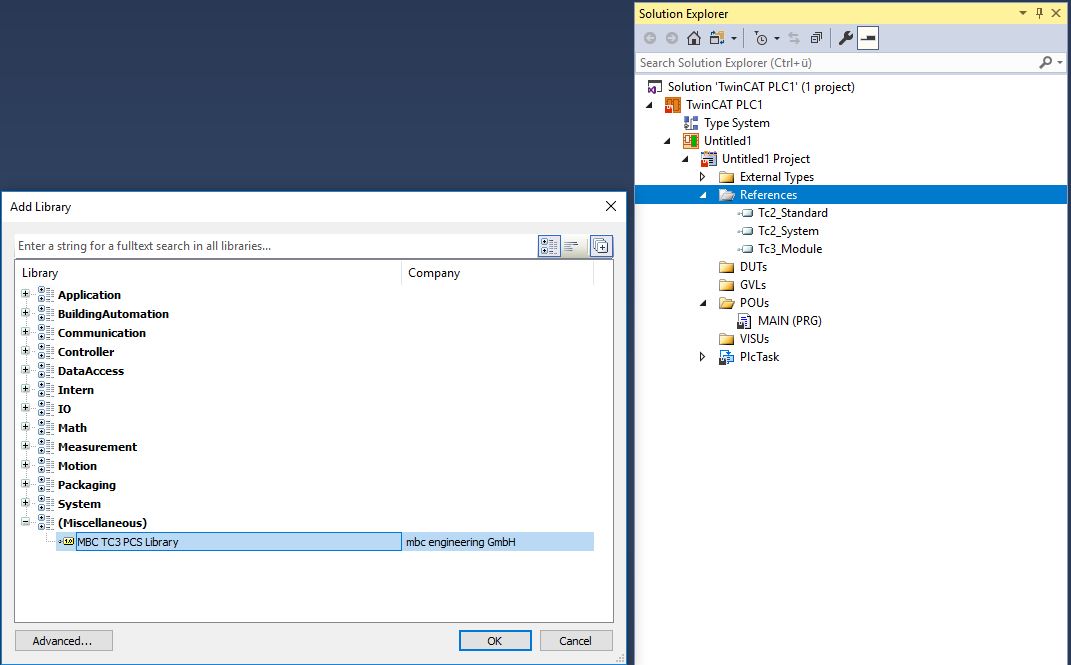 Add Library
Enter a string for a fulltext search in all libraries...
Library Company
Application
BuildingAutomation
Communication
Controller
DataAccess
Intern
IO
Math
Measurement
Motion
Packaging
System
(Miscellaneous)
1.0 MBC TC3 PCS Library mbc engineering GmbH
Advanced... OK Cancel
Solution Explorer
Search Solution Explorer (Ctrl+ü)
Solution 'TwinCAT PLC1' (1 project)
TwinCAT PLC1
Type System
Untitled1
Untitled1 Project
External Types
References
Tc2_Standard
Tc2_System
Tc3_Module
DUTs
GVLs
POUs
MAIN (PRG)
VISUs
PlcTask